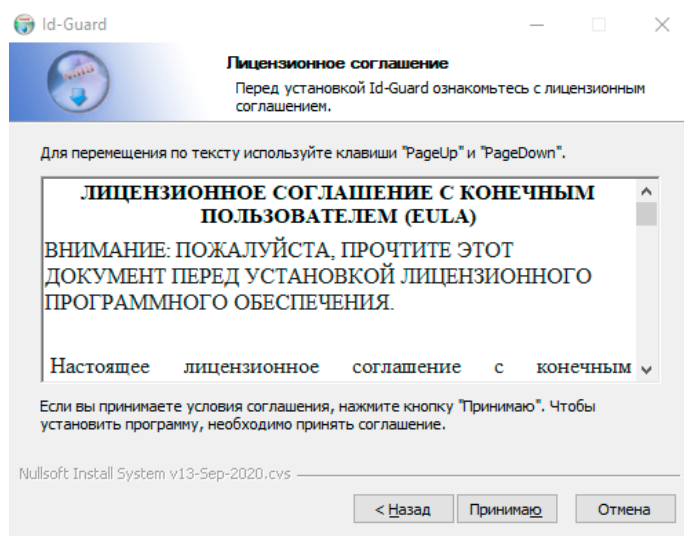 Id-Guard
Лицензионное соглашение
Перед установкой Id-Guard ознакомьтесь с лицензионным
соглашением.
Для перемещения по тексту используйте клавиши "PageUp" и "PageDown".
ЛИЦЕНЗИОННОЕ СОГЛАШЕНИЕ С КОНЕЧНЫМ
ПОЛЬЗОВАТЕЛЕМ (EULA)
ВНИМАНИЕ: ПОЖАЛУЙСТА, ПРОЧТИТЕ ЭТОТ
ДОКУМЕНТ ПЕРЕД УСТАНОВКОЙ ЛИЦЕНЗИОННОГО
ПРОГРАММНОГО ОБЕСПЕЧЕНИЯ.
Настоящее лицензионное соглашение с конечным
Если вы принимаете условия соглашения, нажмите кнопку "Принимаю". Чтобы
установить программу, необходимо принять соглашение.
Nullsoft Install System v13-Sep-2020.cvs
< Назад Принимаю Отмена